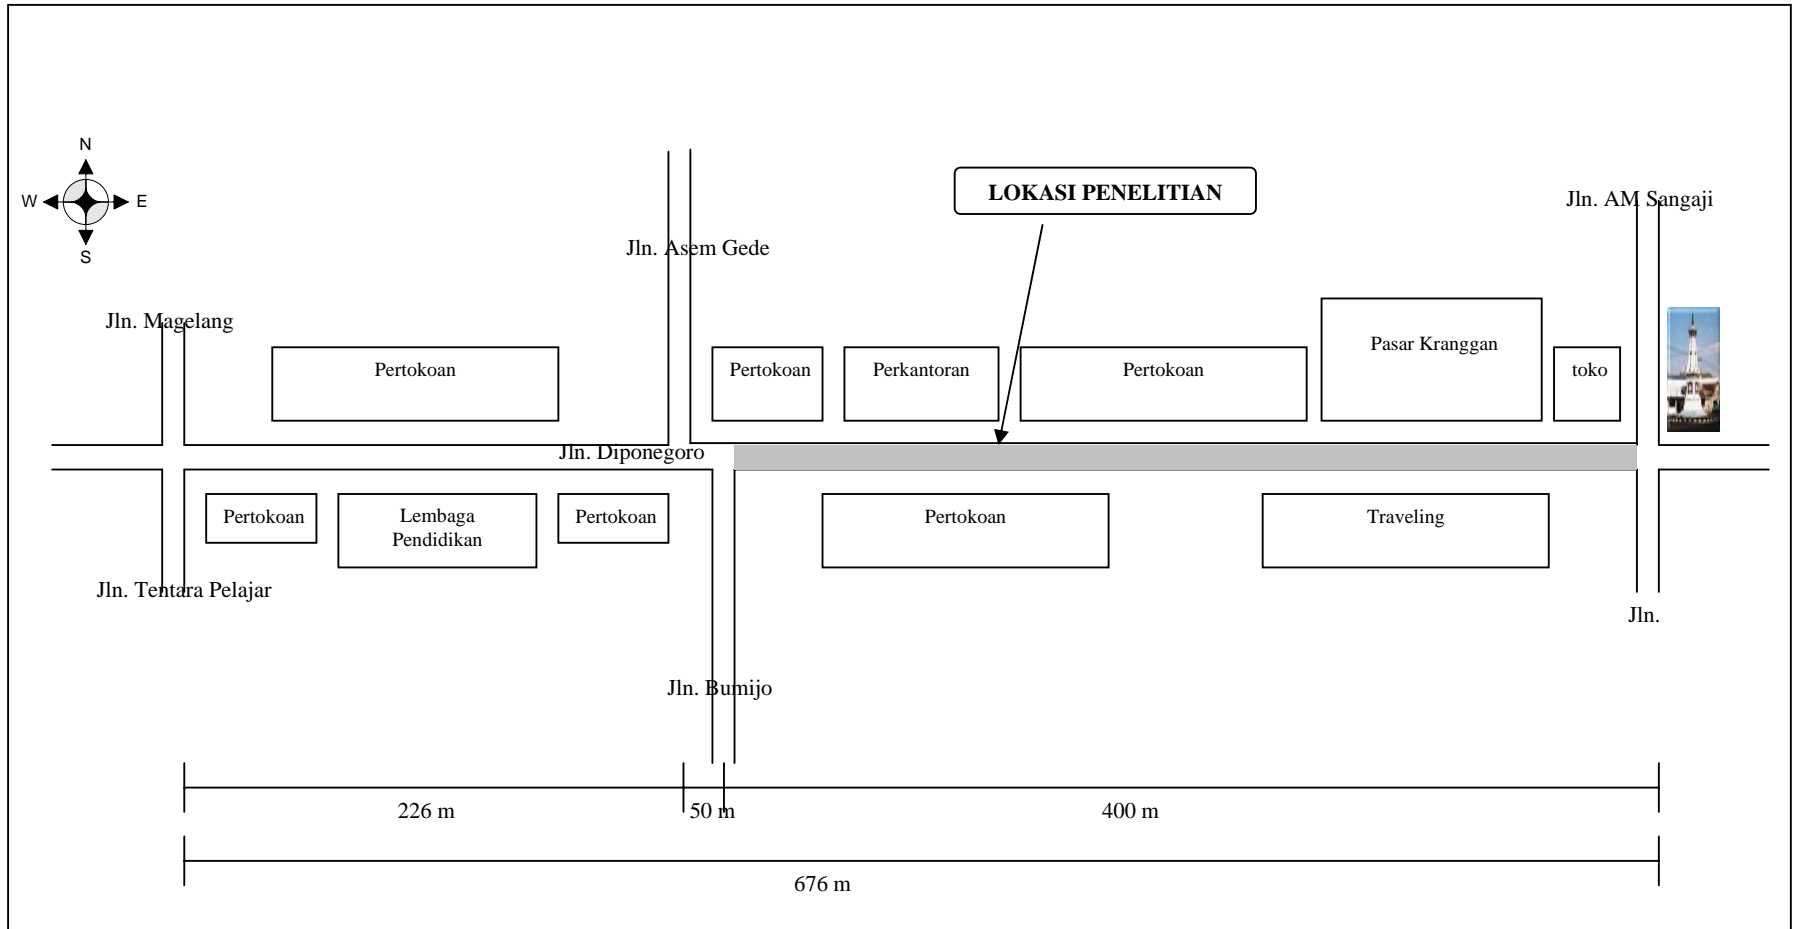 N
LOKASI PENELITIAN
W
E
Jln. AM Sangaji
Jln. Asem Gede
S
Jln. Magelang
Pasar Kranggan
Pertokoan
Pertokoan
Perkantoran
Pertokoan
toko
Jln. Diponegoro
Pertokoan
Lembaga
Pendidikan
Pertokoan
Pertokoan
Traveling
Jln. Tentara Pelajar
Jln.
Jln. Bumijo
226 m
50 m
400 m
676 m